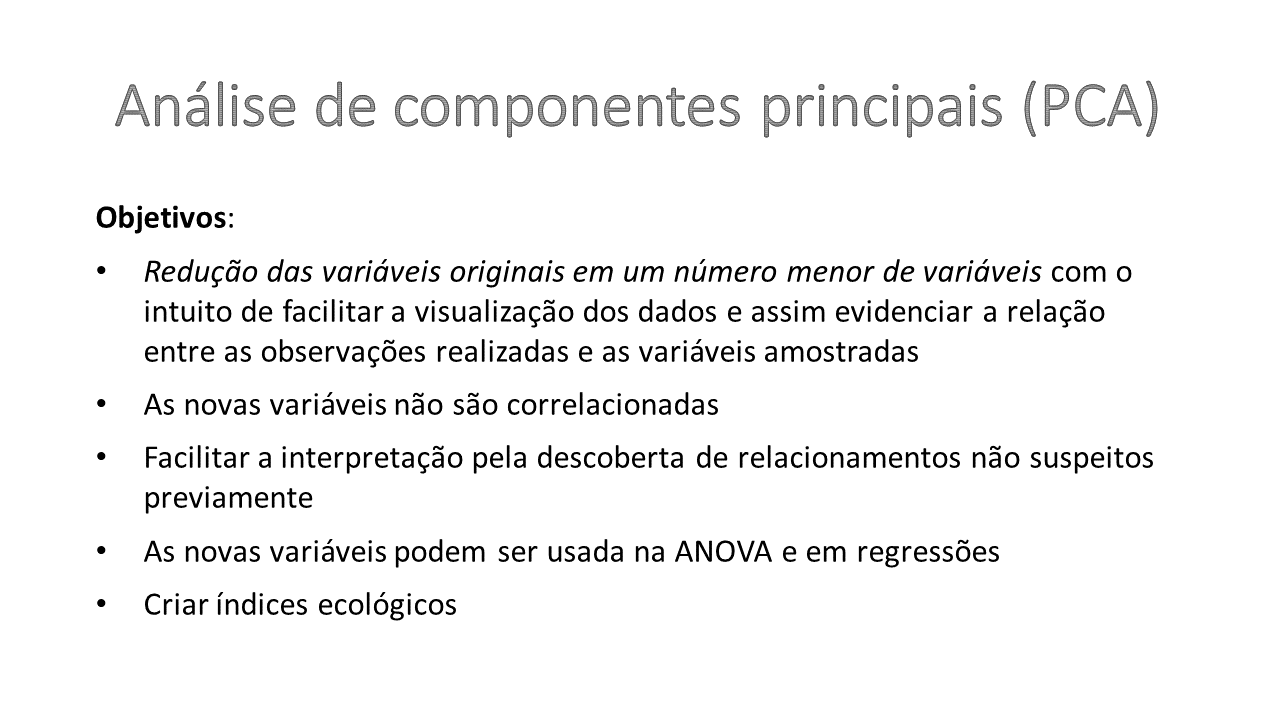 Análise de componentes principais (PCA)
Objetivos:
• Redução das variáveis originais em um número menor de variáveis com o
intuito de facilitar a visualização dos dados e assim evidenciar a relação
entre as observações realizadas e as variáveis amostradas
• As novas variáveis não são correlacionadas
• Facilitar a interpretação pela descoberta de relacionamentos não suspeitos
previamente
• As novas variáveis podem ser usada na ANOVA e em regressões
• Criar índices ecológicos